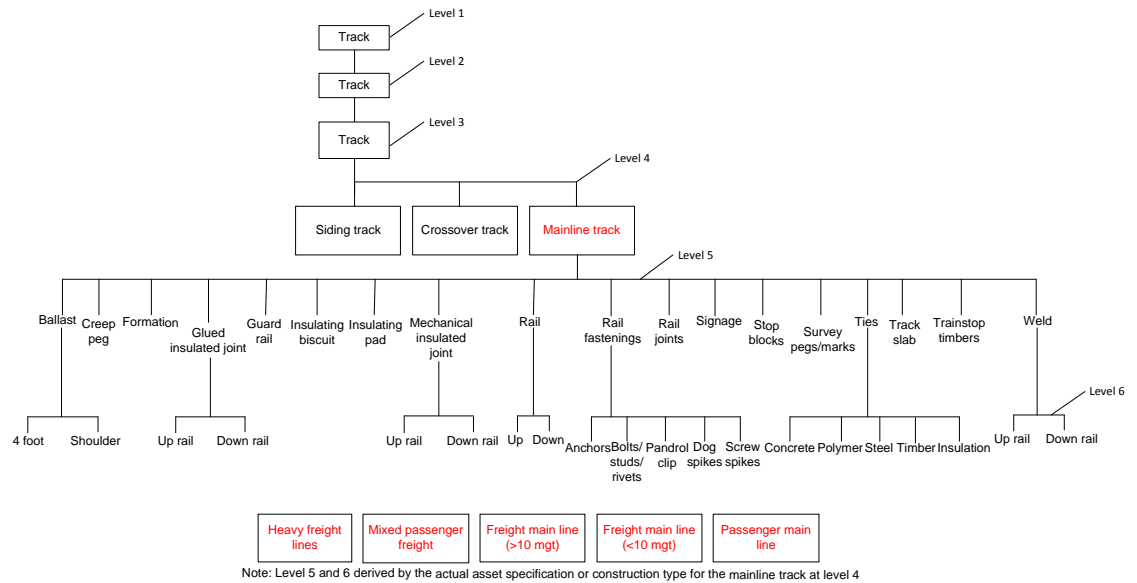 Level 1
Track
Level 2
Track
Level 3
Track
Level 4
Siding track
Crossover track
Mainline track
Level 5
Ballast
Creep
peg
Formation
Glued
insulated joint
Guard
rail
Insulating
biscuit
Insulating
pad
Mechanical
insulated
joint
Rail
Rail
fastenings
Rail
joints
Signage
Stop
blocks
Survey
pegs/marks
Ties
Track
slab
Trainstop
timbers
Weld
Level 6
4 foot
Shoulder
Up rail
Down rail
Up rail
Down rail
Up
Down
Anchors
Bolts/
studs/
rivets
Pandrol
clip
Dog
spikes
Screw
spikes
Concrete
Polymer
Steel
Timber
Insulation
Up rail
Down rail
Heavy freight
lines
Mixed passenger
freight
Freight main line
(>10 mgt)
Freight main line
(<10 mgt)
Passenger main
line
Note: Level 5 and 6 derived by the actual asset specification or construction type for the mainline track at level 4